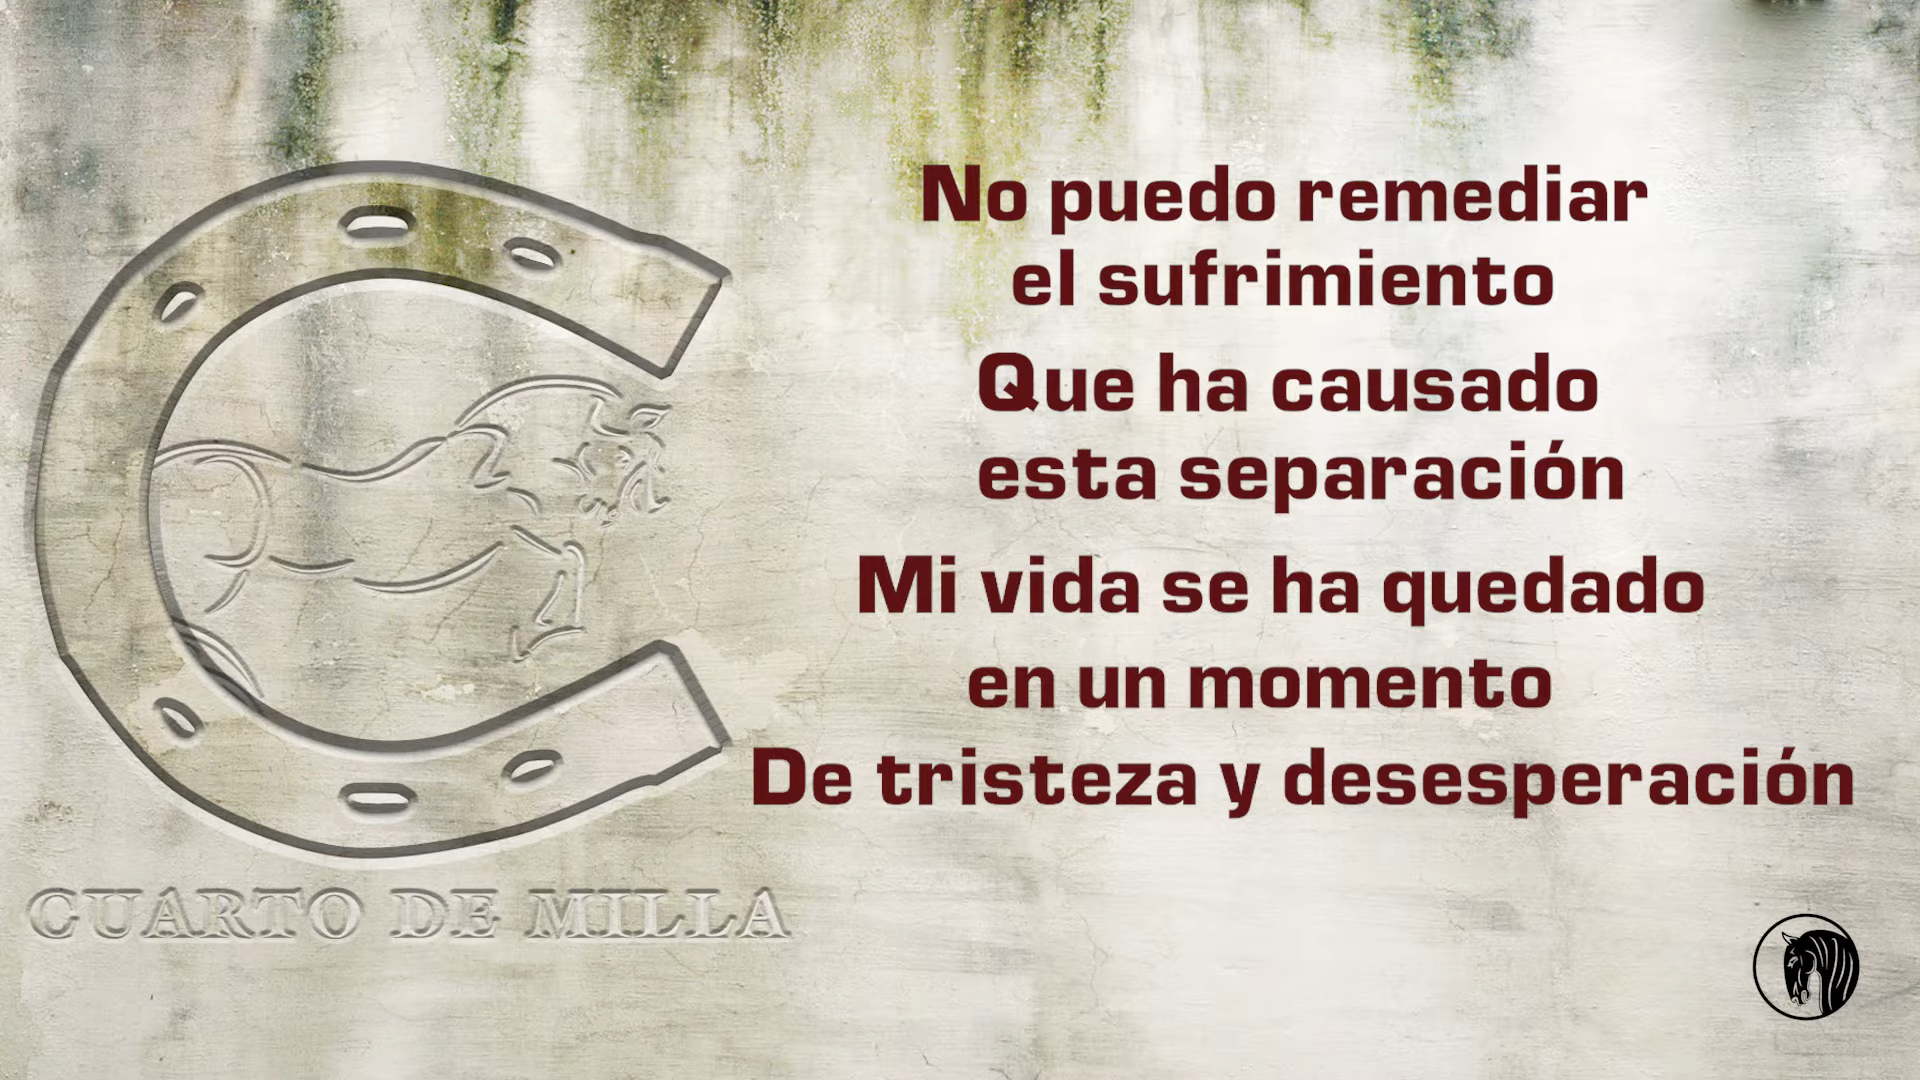 No puedo remediar
el sufrimiento
Que ha causado
esta separación
Mi vida se ha quedado
en un momento
De tristeza y desesperación
CUARTO DE MILLA